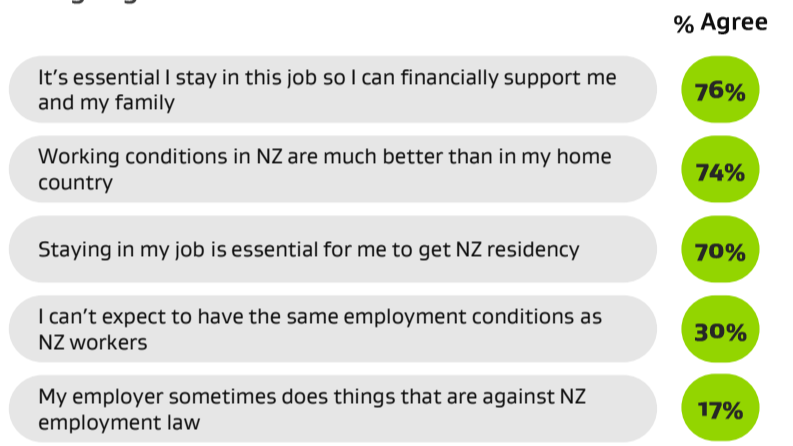 % Agree
It's essential I stay in this job so I can financially support me
and my family
76%
Working conditions in NZ are much better than in my home
country
74%
Staying in my job is essential for me to get NZ residency
70%
I can't expect to have the same employment conditions as
NZ workers
30%
My employer sometimes does things that are against NZ
employment law
17%